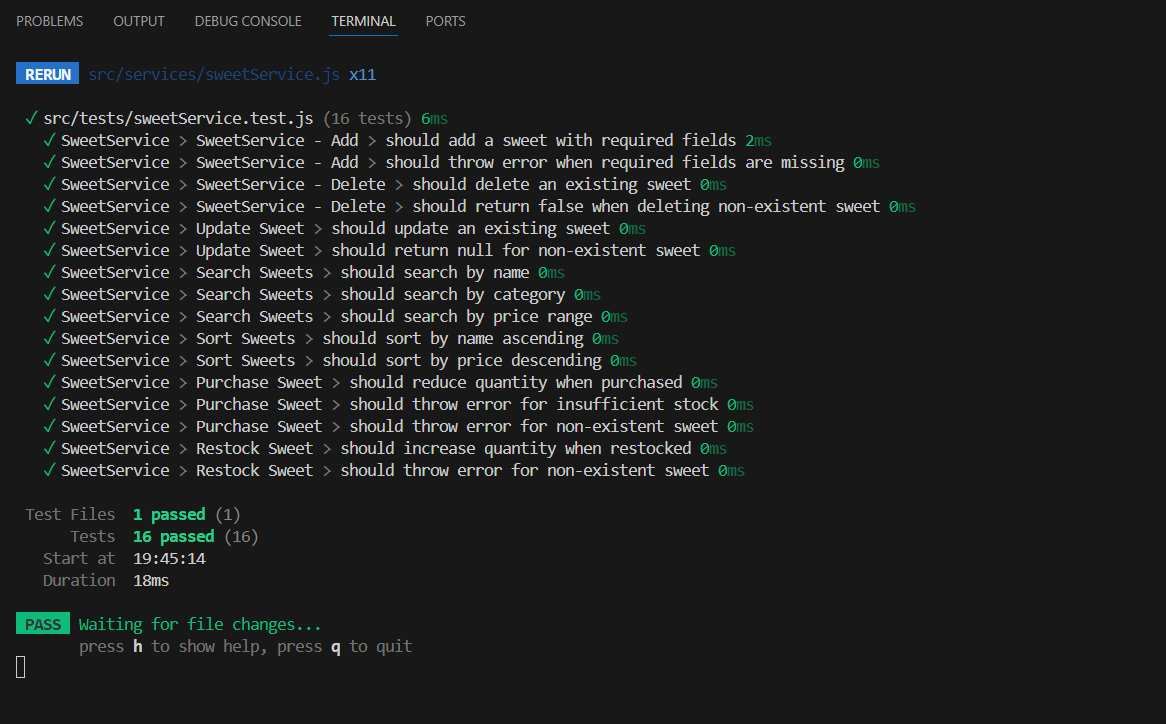 PROBLEMS OUTPUT DEBUG CONSOLE TERMINAL PORTS
RERUN src/services/sweetService.js x11
✓ src/tests/sweetService.test.js (16 tests) 6ms
✓ SweetService > SweetService - Add > should add a sweet with required fields 2ms
✓ SweetService > SweetService - Add > should throw error when required fields are missing 0ms
✓ SweetService > SweetService - Delete > should delete an existing sweet 0ms
✓ SweetService > SweetService - Delete > should return false when deleting non-existent sweet 0ms
✓ SweetService > Update Sweet > should update an existing sweet 0ms
✓ SweetService > Update Sweet > should return null for non-existent sweet 0ms
✓ SweetService > Search Sweets > should search by name 0ms
✓ SweetService > Search Sweets > should search by category 0ms
✓ SweetService > Search Sweets > should search by price range 0ms
✓ SweetService > Sort Sweets > should sort by name ascending 0ms
✓ SweetService > Sort Sweets > should sort by price descending 0ms
✓ SweetService > Purchase Sweet > should reduce quantity when purchased 0ms
✓ SweetService > Purchase Sweet > should throw error for insufficient stock 0ms
✓ SweetService > Purchase Sweet > should throw error for non-existent sweet 0ms
✓ SweetService > Restock Sweet > should increase quantity when restocked 0ms
✓ SweetService > Restock Sweet > should throw error for non-existent sweet 0ms
Test Files 1 passed (1)
Tests 16 passed (16)
Start at 19:45:14
Duration 18ms
PASS Waiting for file changes...
press h to show help, press q to quit